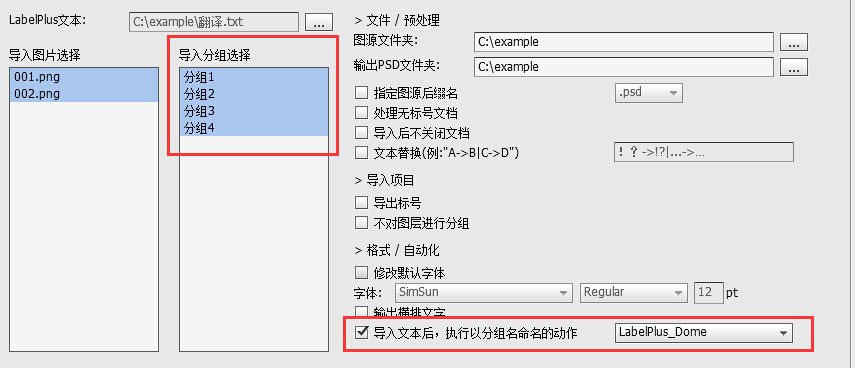 LabelPlus文本:
C:\example\翻译.txt
...
导入图片选择
001.png
002.png
导入分组选择
分组1
分组2
分组3
分组4
> 文件 / 预处理
图源文件夹:
C:\example
...
输出PSD文件夹:
C:\example
...
指定图源后缀名
.psd
处理无标号文档
导入后不关闭文档
文本替换(例:"A->B|C->D")
！？->!?|...->…
> 导入项目
导出标号
不对图层进行分组
> 格式 / 自动化
修改默认字体
字体:
SimSun
Regular
12
pt
输出横排文字
导入文本后，执行以分组名命名的动作
LabelPlus_Dome